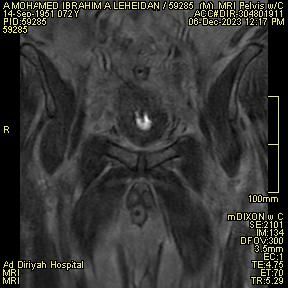 A MOHAMED IBRAHIM A LEHEIDAN / 59285 (M) MRI Pelvis w/C
14-Sep-1951 072Y ACC#DIR-304801911
PID:59285 06-Dec-2023 12:17 PM
59285
R
100mm
mDIXON w C
SE:2101
Ad Diriyah Hospital IM:134
MRI DFOV:300
MRI 3.5mm
EC:1
TE:4.75
ET:70
TR:5.29